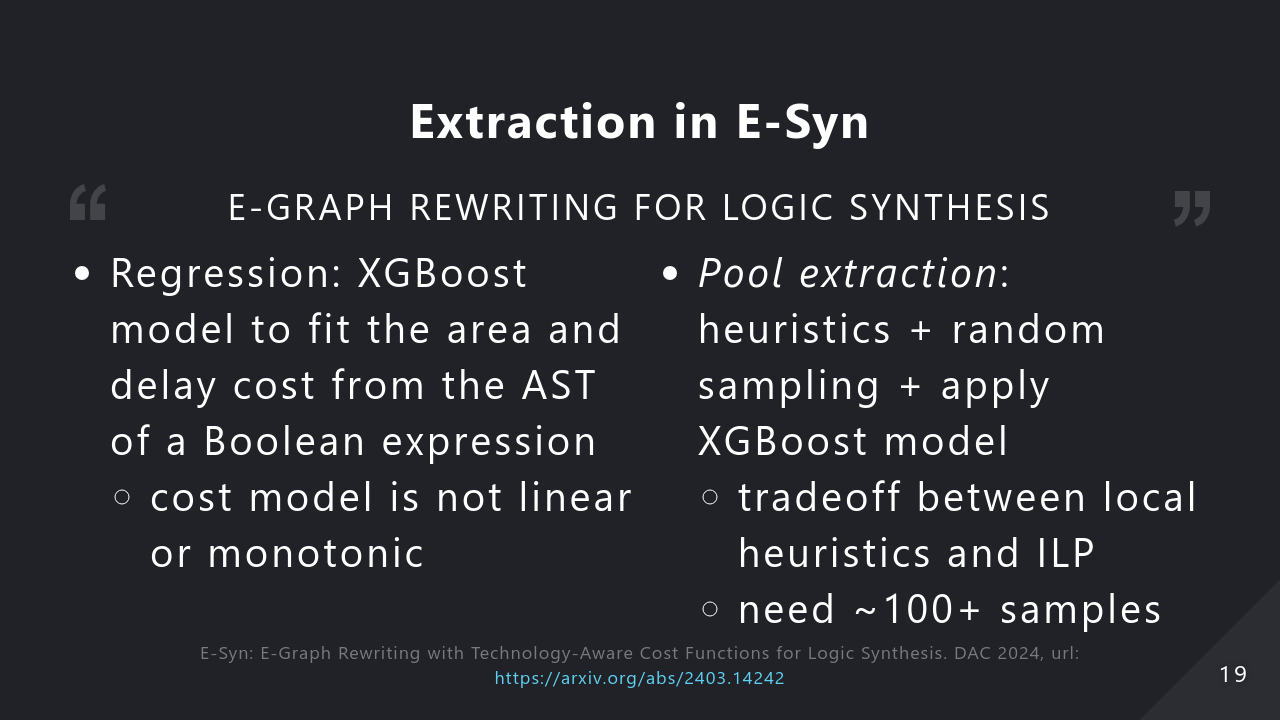 Extraction in E-Syn
“ E-GRAPH REWRITING FOR LOGIC SYNTHESIS ”
• Regression: XGBoost
model to fit the area and
delay cost from the AST
of a Boolean expression
○ cost model is not linear
or monotonic
• Pool extraction:
heuristics + random
sampling + apply
XGBoost model
○ tradeoff between local
heuristics and ILP
○ need ~100+ samples
E-Syn: E-Graph Rewriting with Technology-Aware Cost Functions for Logic Synthesis. DAC 2024, url:
https://arxiv.org/abs/2403.14242
19